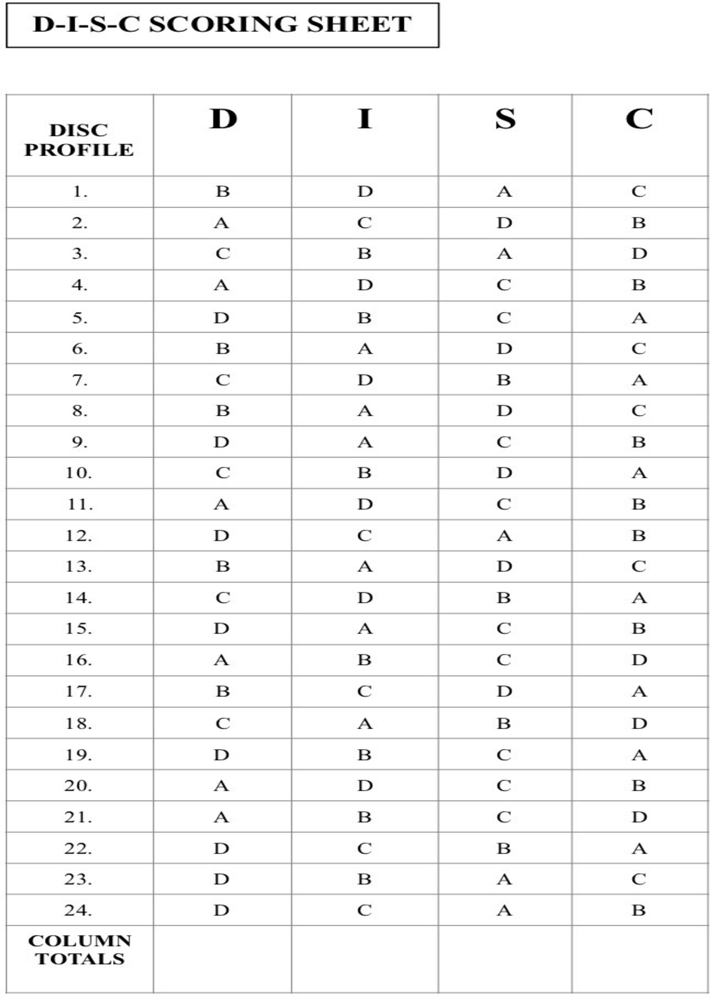 D-I-S-C SCORING SHEET
DISC PROFILE D I S C
1. B D A C
2. A C D B
3. C B A D
4. A D C B
5. D B C A
6. B A D C
7. C D B A
8. B A D C
9. D A C B
10. C B D A
11. A D C B
12. D C A B
13. B A D C
14. C D B A
15. D A C B
16. A B C D
17. B C D A
18. C A B D
19. D B C A
20. A D C B
21. A B C D
22. D C B A
23. D B A C
24. D C A B
COLUMN
TOTALS